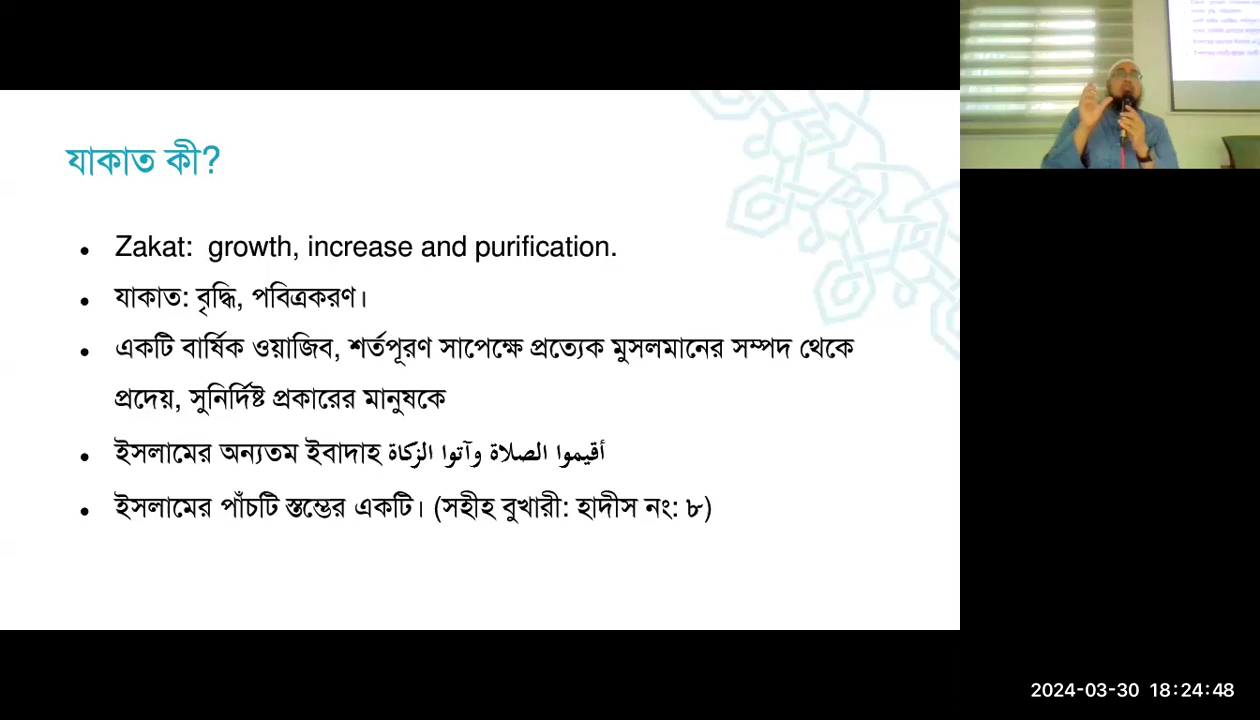 যাকাত কী?
• Zakat: growth, increase and purification.
• যাকাত: বৃদ্ধি, পবিত্রকরণ।
• একটি বার্ষিক ওয়াজিব, শর্তপূরণ সাপেক্ষে প্রত্যেক মুসলমানের সম্পদ থেকে
প্রদেয়, সুনির্দিষ্ট প্রকারের মানুষকে
• ইসলামের অন্যতম ইবাদাহ أقيموا الصلاة وآتوا الزكاة
• ইসলামের পাঁচটি স্তম্ভের একটি। (সহীহ বুখারী: হাদীস নং: ৮)
2024-03-30 18:24:48